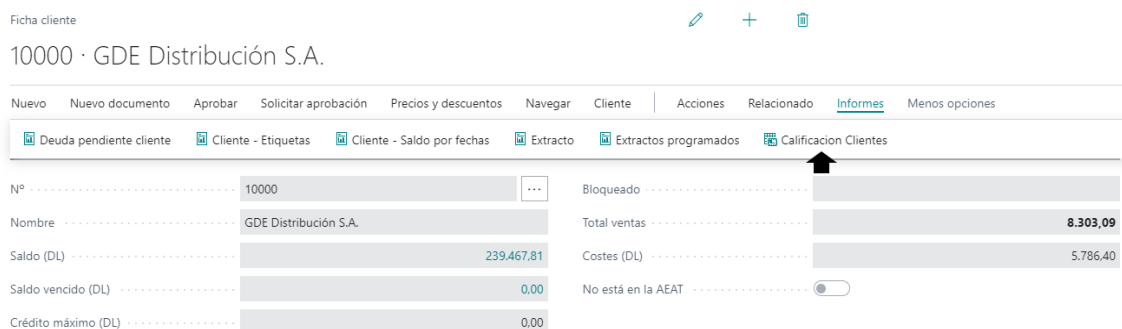 Ficha cliente
10000 · GDE Distribución S.A.
Nuevo Nuevo documento Aprobar Solicitar aprobación Precios y descuentos Navegar Cliente Acciones Relacionado Informes Menos opciones
Deuda pendiente cliente Cliente - Etiquetas Cliente - Saldo por fechas Extracto Extractos programados Calificacion Clientes
Nº 10000 Bloqueado
Nombre GDE Distribución S.A. Total ventas 8.303,09
Saldo (DL) 239.467,81 Costes (DL) 5.786,40
Saldo vencido (DL) 0,00 No está en la AEAT
Crédito máximo (DL) 0,00